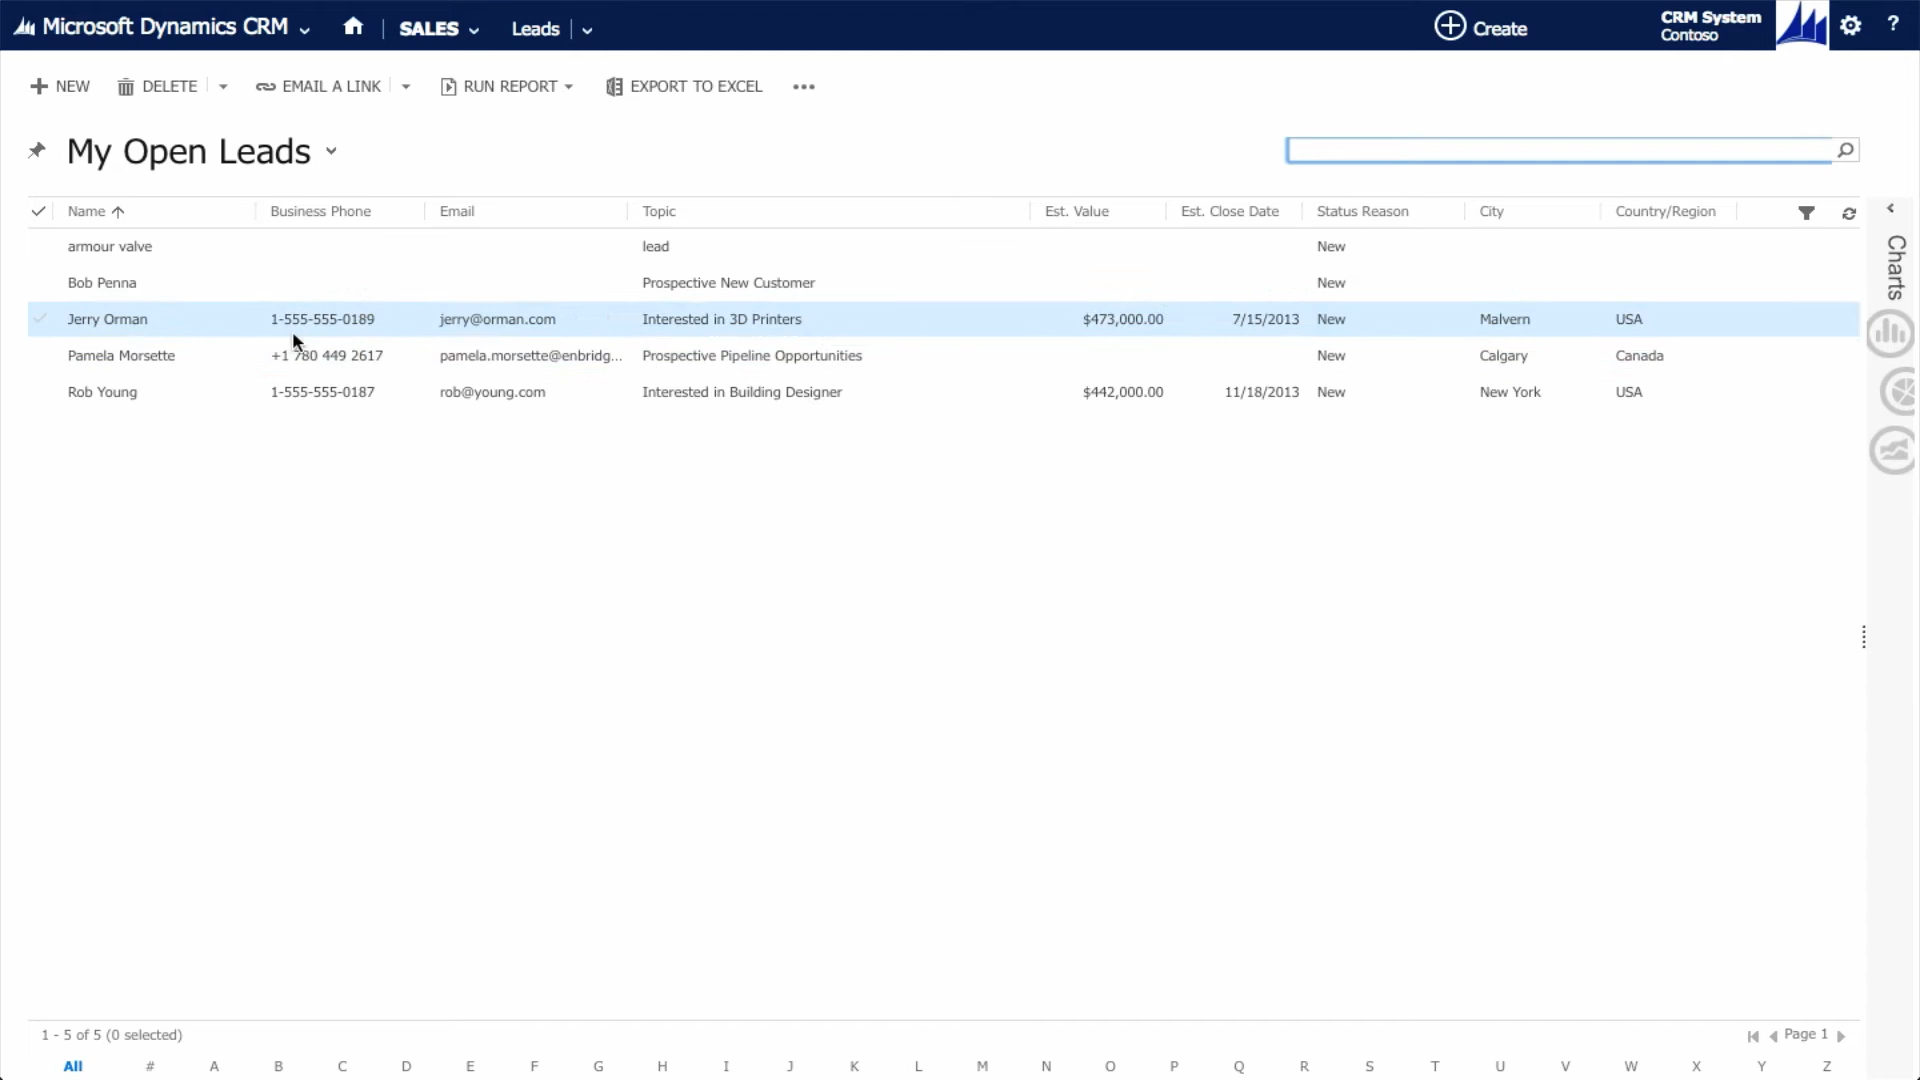 Microsoft Dynamics CRM SALES Leads Create CRM System Contoso ?
NEW DELETE EMAIL A LINK RUN REPORT EXPORT TO EXCEL
My Open Leads
Name Business Phone Email Topic Est. Value Est. Close Date Status Reason City Country/Region
armour valve lead New
Bob Penna Prospective New Customer New
Jerry Orman 1-555-555-0189 jerry@orman.com Interested in 3D Printers $473,000.00 7/15/2013 New Malvern USA
Pamela Morsette +1 780 449 2617 pamela.morsette@enbridg... Prospective Pipeline Opportunities New Calgary Canada
Rob Young 1-555-555-0187 rob@young.com Interested in Building Designer $442,000.00 11/18/2013 New New York USA
Charts
1 - 5 of 5 (0 selected) Page 1
All # A B C D E F G H I J K L M N O P Q R S T U V W X Y Z